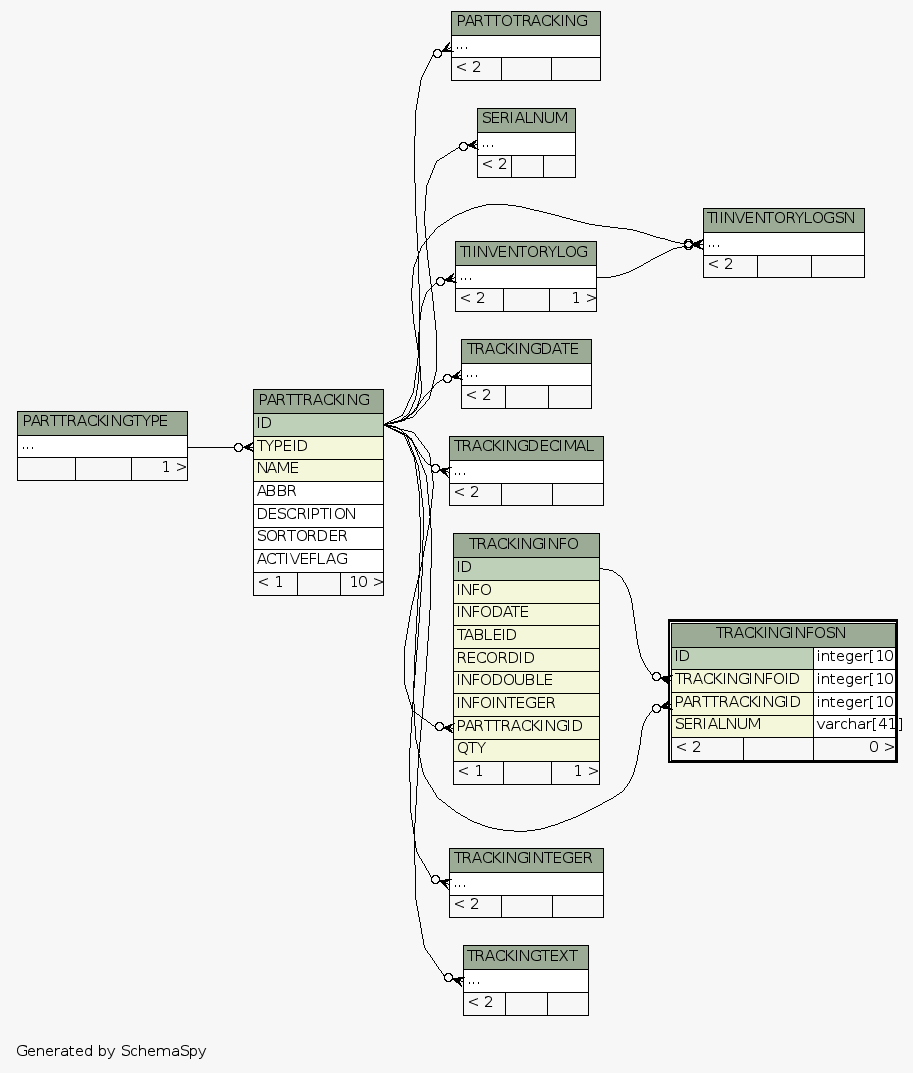 PARTTOTRACKING
...
< 2
SERIALNUM
...
< 2
TIINVENTORYLOGSN
...
< 2
TIINVENTORYLOG
...
< 2 1 >
TRACKINGDATE
...
< 2
PARTTRACKING
ID
TYPEID
NAME
ABBR
DESCRIPTION
SORTORDER
ACTIVEFLAG
< 1 10 >
PARTTRACKINGTYPE
...
1 >
TRACKINGDECIMAL
...
< 2
TRACKINGINFO
ID
INFO
INFODATE
TABLEID
RECORDID
INFODOUBLE
INFOINTEGER
PARTTRACKINGID
QTY
< 1 1 >
TRACKINGINFOSN
ID integer[10
TRACKINGINFOID integer[10
PARTTRACKINGID integer[10
SERIALNUM varchar[41]
< 2 0 >
TRACKINGINTEGER
...
< 2
TRACKINGTEXT
...
< 2
Generated by SchemaSpy